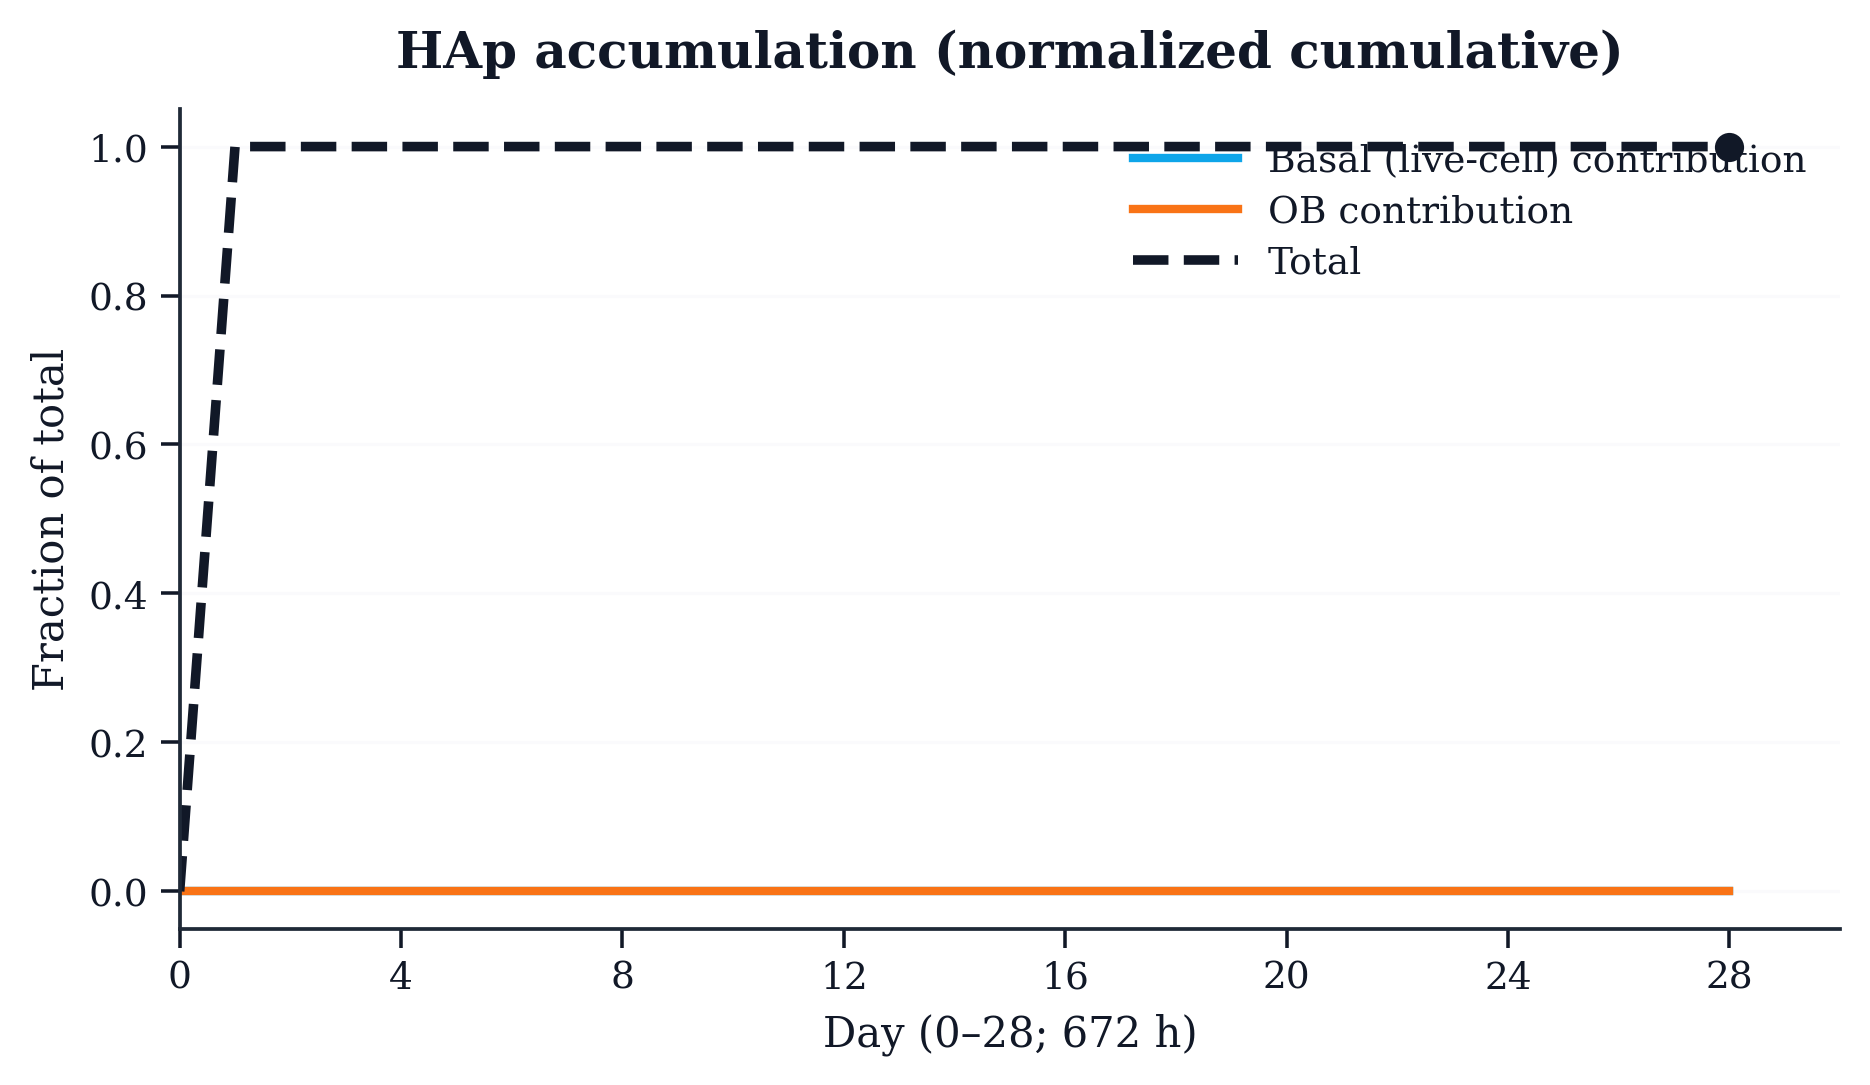 HAp accumulation (normalized cumulative)
Fraction of total
1.0
0.8
0.6
0.4
0.2
0.0
Basal (live-cell) contribution
OB contribution
Total
0 4 8 12 16 20 24 28
Day (0–28; 672 h)